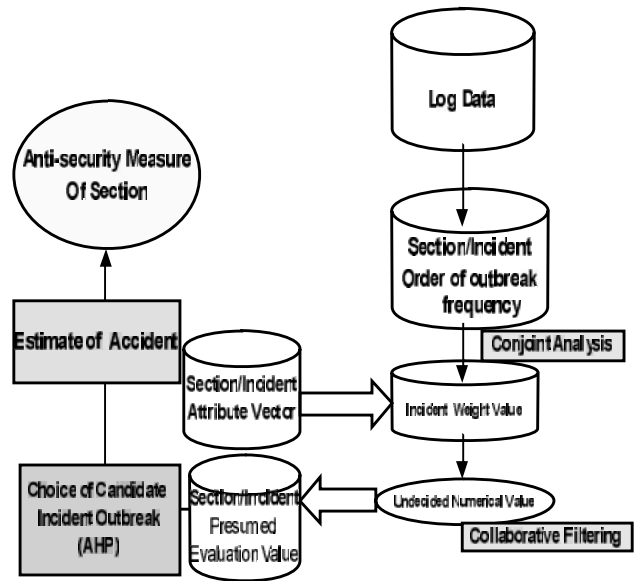 Log Data
Anti-security Measure
Of Section
Section/Incident
Order of outbreak
frequency
Estimate of Accident
Conjoint Analysis
Section/Incident
Attribute Vector
Incident Weight Value
Choice of Candidate
Incident Outbreak
(AHP)
Section/Incident
Presumed
Evaluation Value
Undecided Numerical Value
Collaborative Filtering